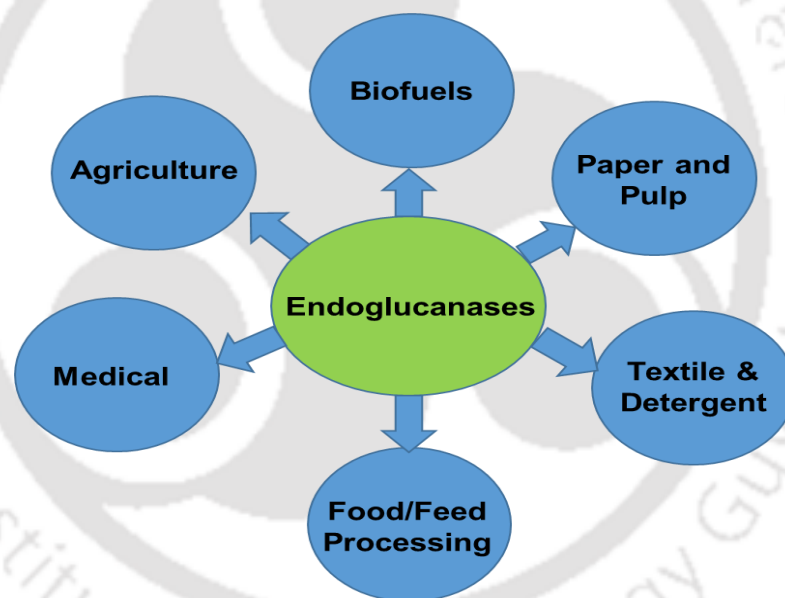 Biofuels
Paper and
Pulp
Agriculture
Endoglucanases
Medical
Textile &
Detergent
Food/Feed
Processing